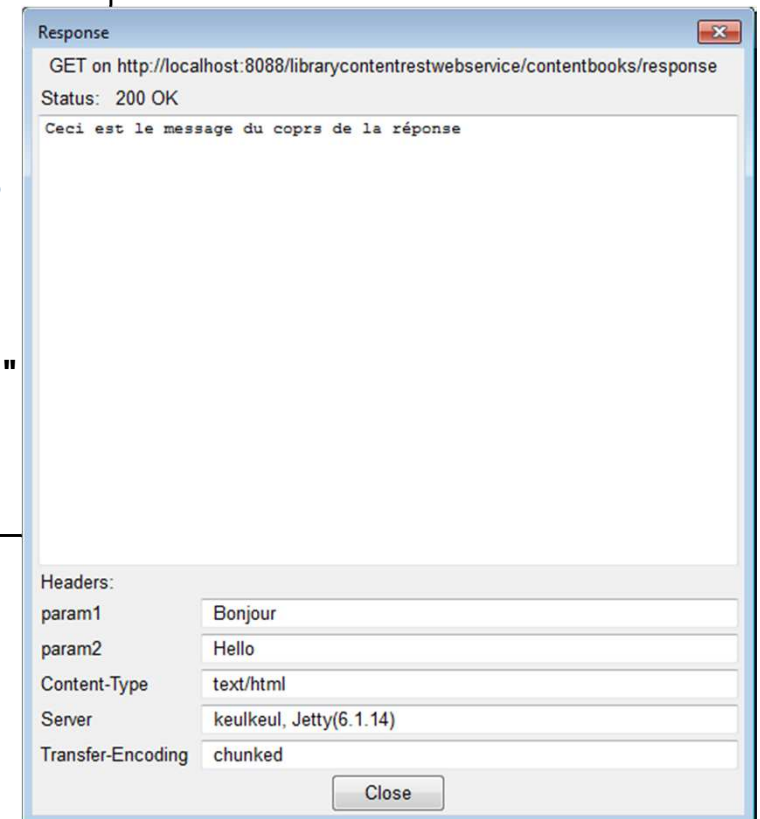 Response
GET on http://localhost:8088/librarycontentrestwebservice/contentbooks/response
Status: 200 OK
Ceci est le message du coprs de la réponse
"
Headers:
param1 Bonjour
param2 Hello
Content-Type text/html
Server keulkeul, Jetty(6.1.14)
Transfer-Encoding chunked
Close